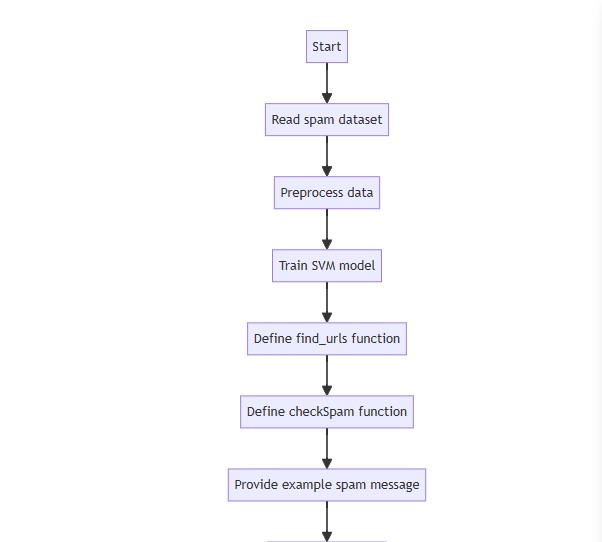 Start
Read spam dataset
Preprocess data
Train SVM model
Define find_urls function
Define checkSpam function
Provide example spam message